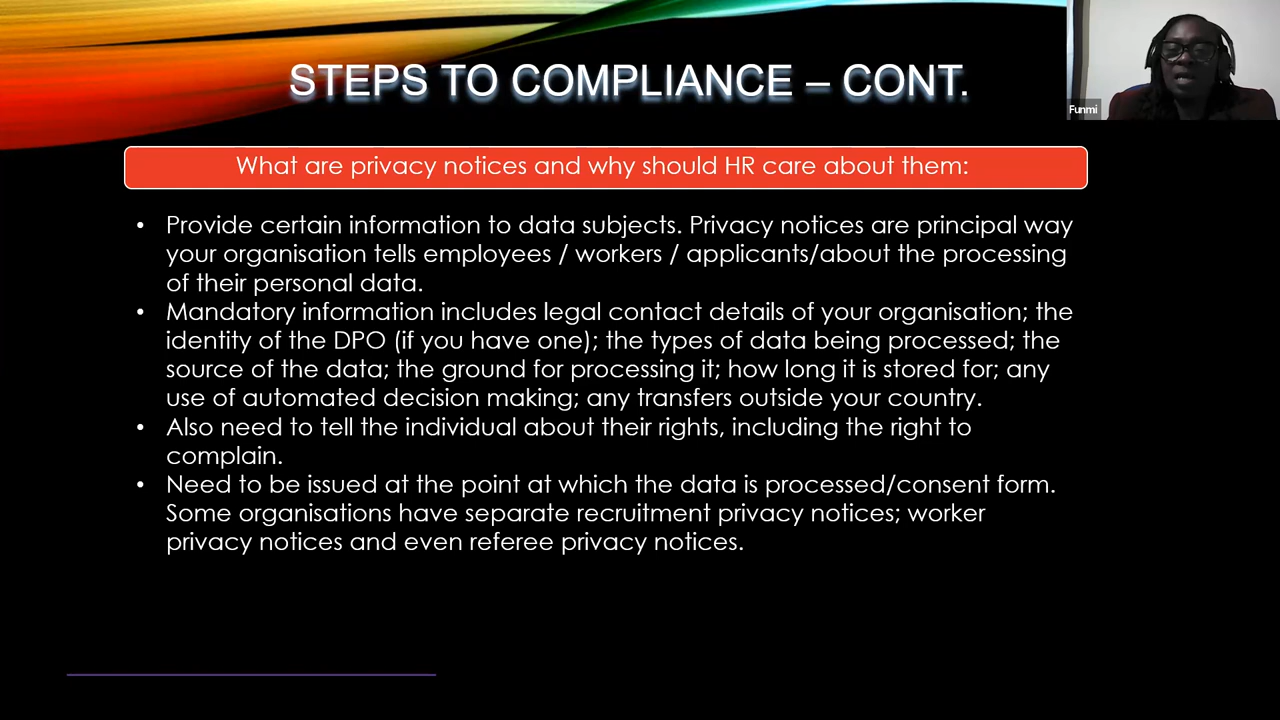 STEPS TO COMPLIANCE – CONT.
Funmi
What are privacy notices and why should HR care about them:
• Provide certain information to data subjects. Privacy notices are principal way
your organisation tells employees / workers / applicants/about the processing
of their personal data.
• Mandatory information includes legal contact details of your organisation; the
identity of the DPO (if you have one); the types of data being processed; the
source of the data; the ground for processing it; how long it is stored for; any
use of automated decision making; any transfers outside your country.
• Also need to tell the individual about their rights, including the right to
complain.
• Need to be issued at the point at which the data is processed/consent form.
Some organisations have separate recruitment privacy notices; worker
privacy notices and even referee privacy notices.